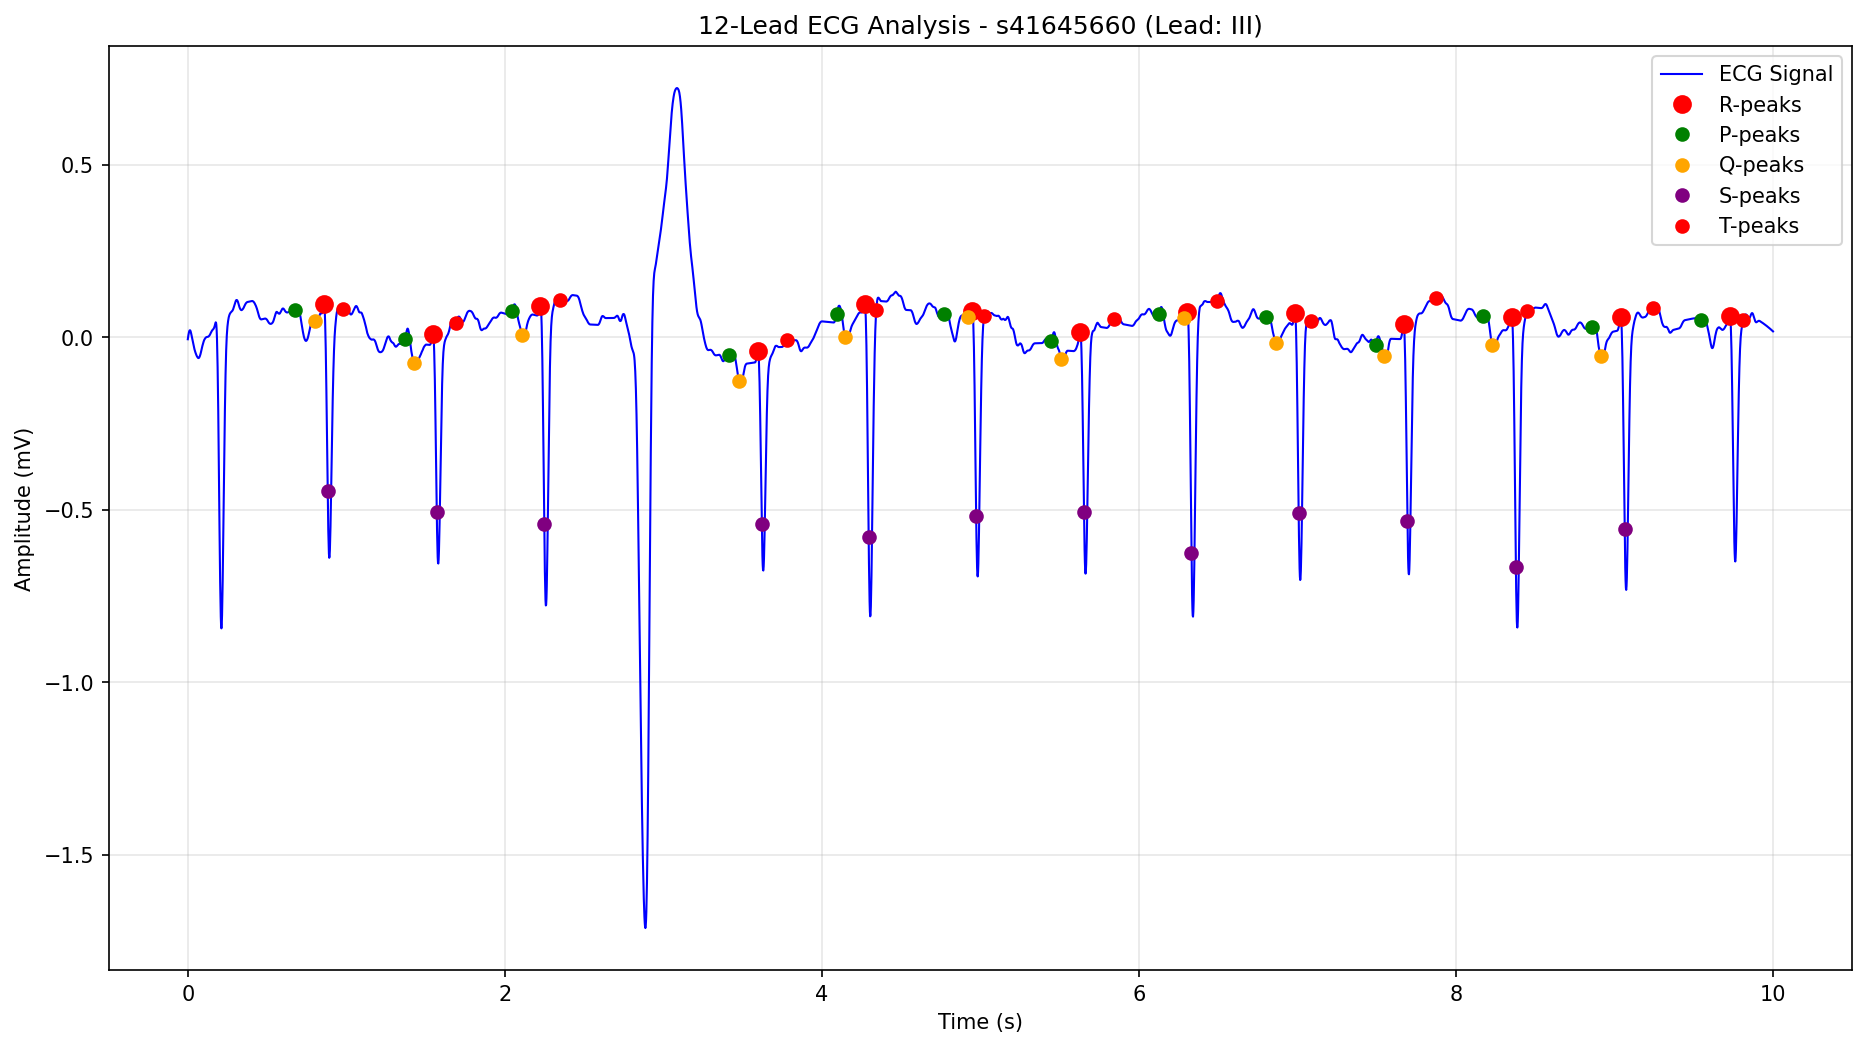 12-Lead ECG Analysis - s41645660 (Lead: III)
ECG Signal
R-peaks
P-peaks
Q-peaks
S-peaks
T-peaks
Amplitude (mV)
0.5
0.0
−0.5
−1.0
−1.5
0
2
4
6
8
10
Time (s)